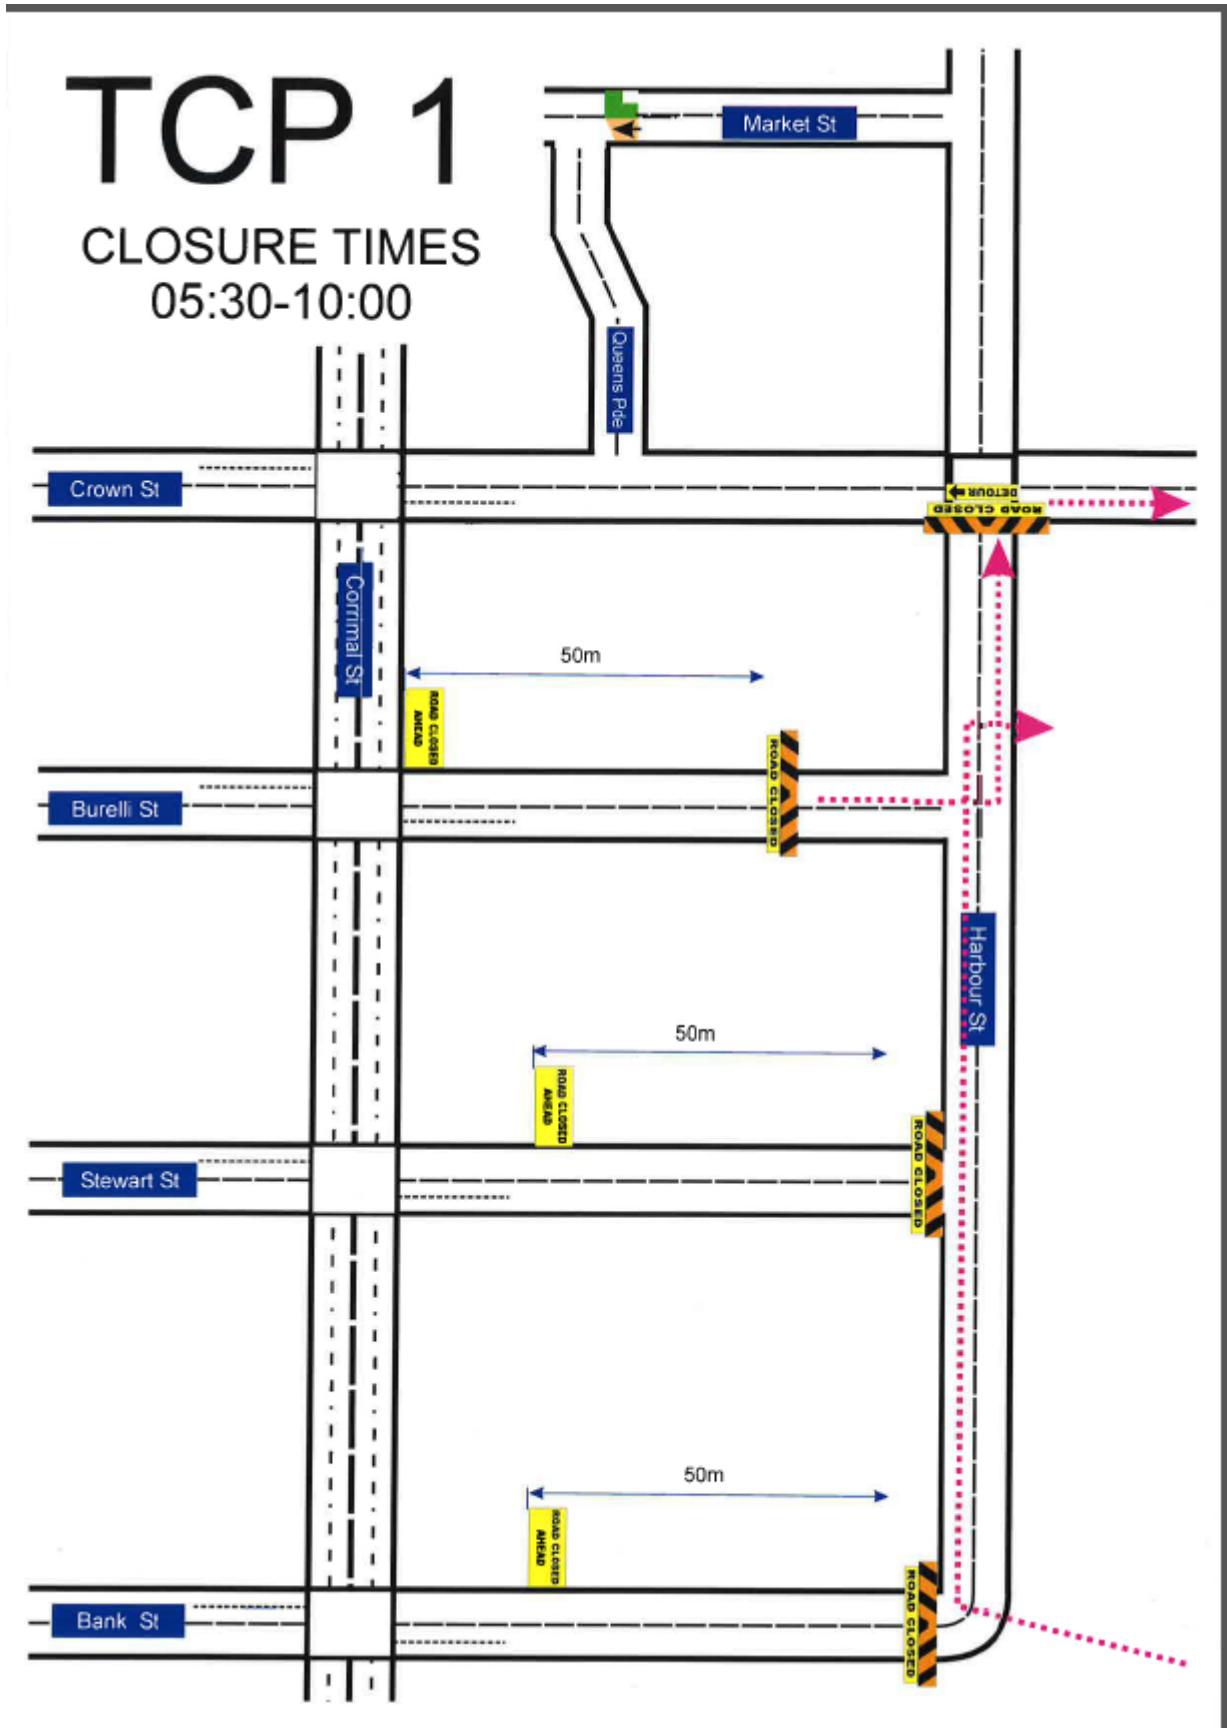 TCP 1
CLOSURE TIMES
05:30-10:00
Market St
Queens Pde
Crown St
DETOUR
ROAD CLOSED
Corrimal St
50m
ROAD CLOSED
AHEAD
ROAD CLOSED
Burelli St
Harbour St
50m
ROAD CLOSED
AHEAD
ROAD CLOSED
Stewart St
50m
ROAD CLOSED
AHEAD
ROAD CLOSED
Bank St